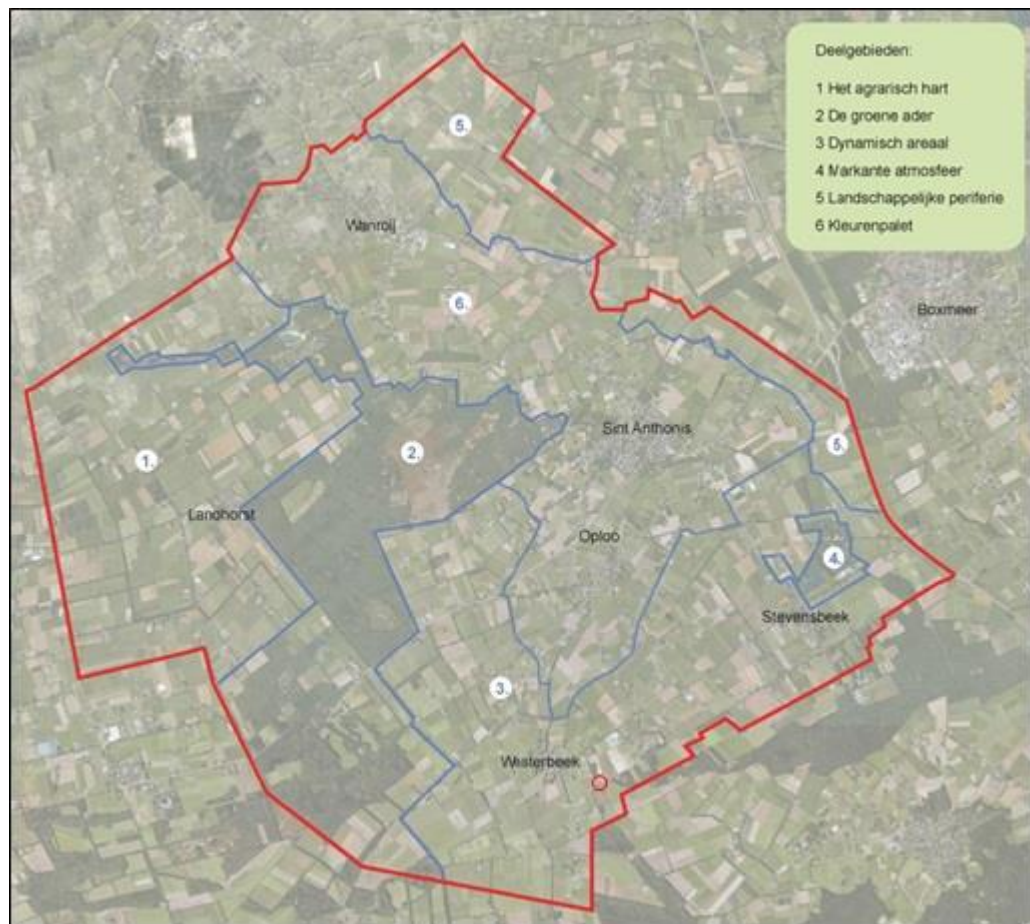 Deelgebieden:
1 Het agrarisch hart
2 De groene ader
3 Dynamisch areaal
4 Markante atmosfeer
5 Landschappelijke periferie
6 Kleurenpalet
5.
Wanroij
6.
Boxmeer
Sint Anthonis
5.
1.
2.
Landhorst
Oploo
4.
Stevensbeek
3.
Westerbeek